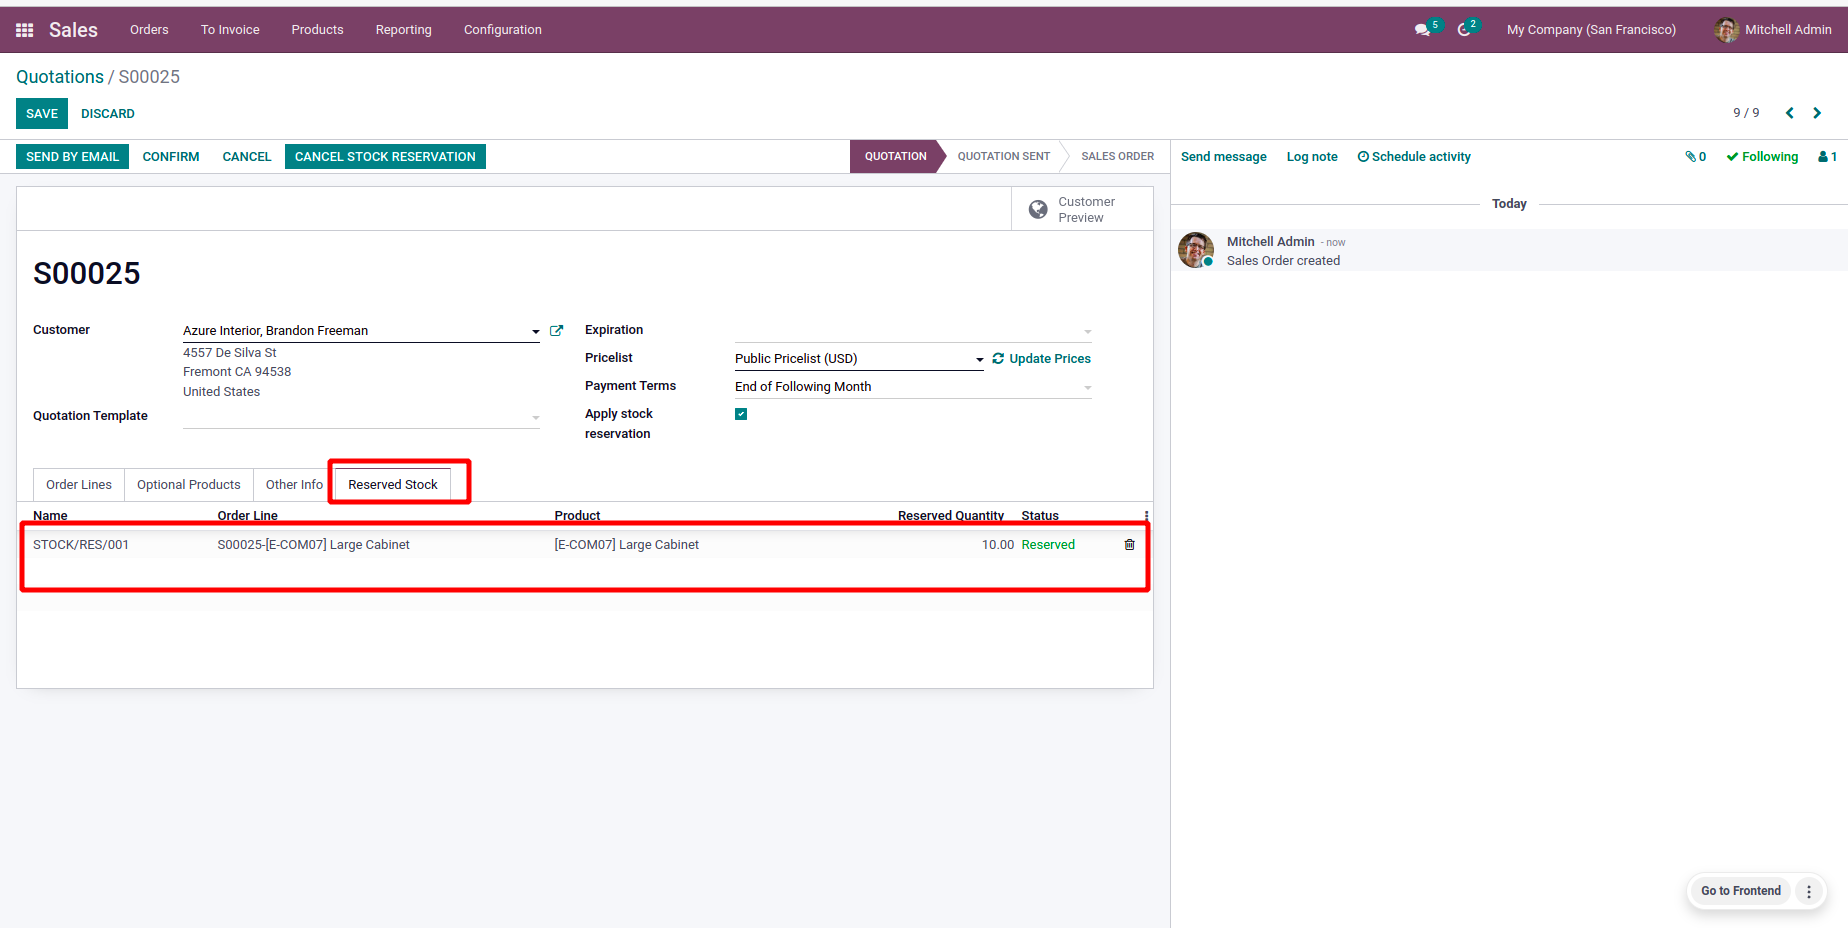 Sales Orders To Invoice Products Reporting Configuration 5 2 My Company (San Francisco) Mitchell Admin
Quotations / S00025
SAVE DISCARD 9 / 9
SEND BY EMAIL CONFIRM CANCEL CANCEL STOCK RESERVATION QUOTATION QUOTATION SENT SALES ORDER Send message Log note Schedule activity 0 Following 1
Customer
Preview
Today
Mitchell Admin - now
Sales Order created
S00025
Customer Azure Interior, Brandon Freeman
4557 De Silva St
Fremont CA 94538
United States
Quotation Template
Expiration
Pricelist Public Pricelist (USD) Update Prices
Payment Terms End of Following Month
Apply stock
reservation
Order Lines Optional Products Other Info Reserved Stock
Name Order Line Product Reserved Quantity Status
STOCK/RES/001 S00025-[E-COM07] Large Cabinet [E-COM07] Large Cabinet 10.00 Reserved
Go to Frontend